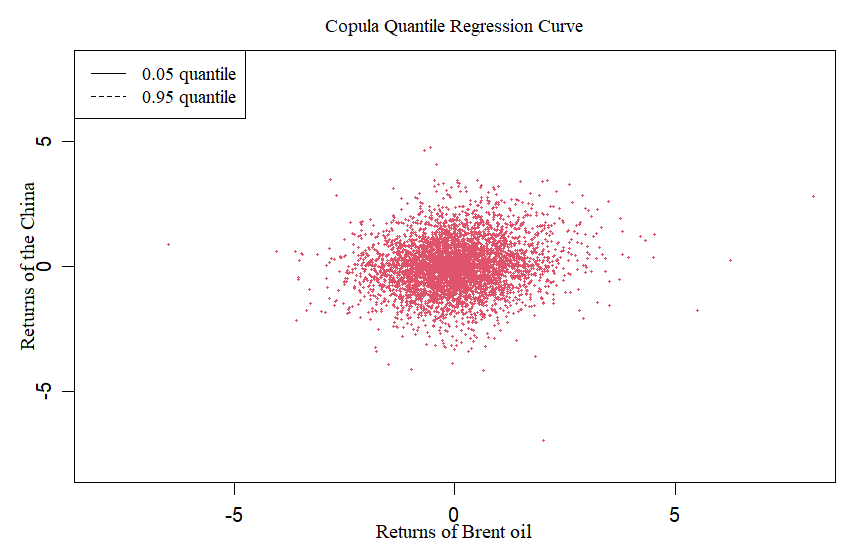 Copula Quantile Regression Curve
0.05 quantile
0.95 quantile
Returns of the China
5
0
-5
-5
0
5
Returns of Brent oil